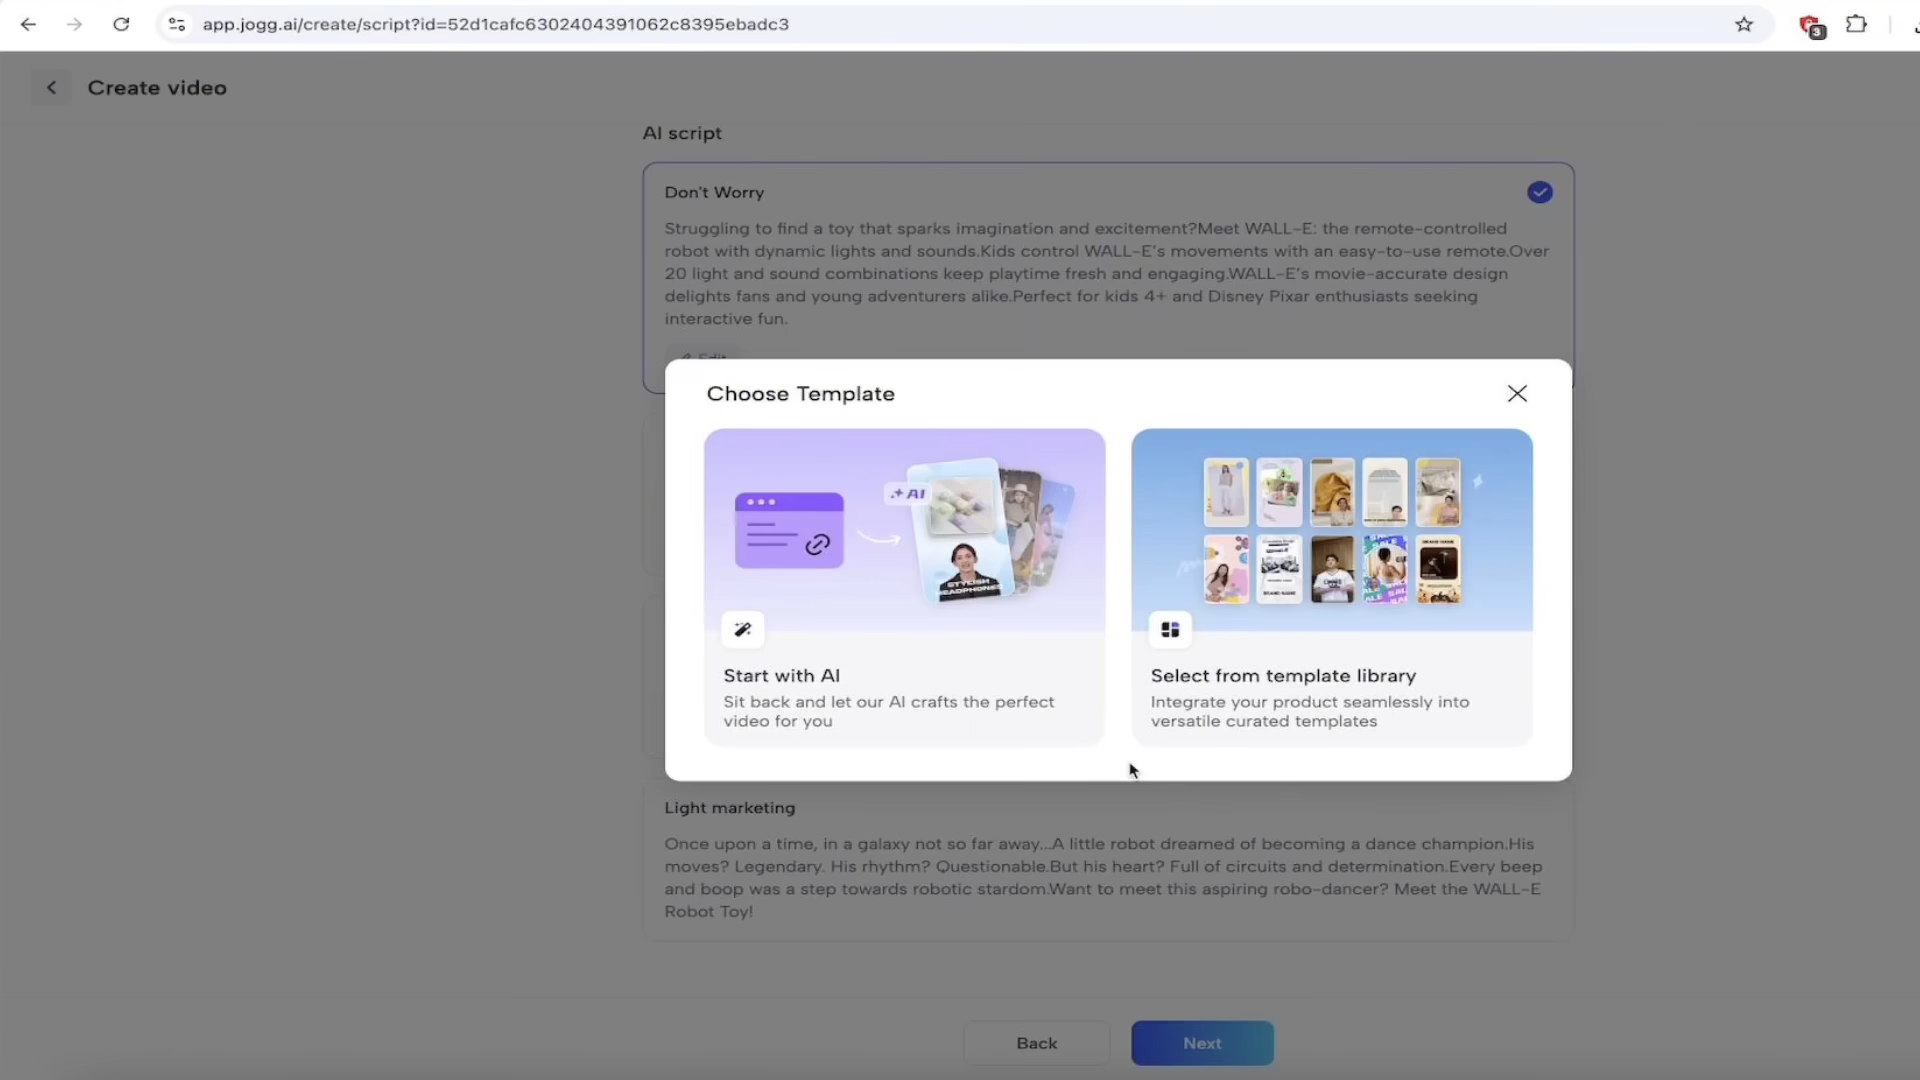 app.jogg.ai/create/script?id=52d1cafc6302404391062c8395ebadc3
3
Create video
AI script
Don't Worry
Struggling to find a toy that sparks imagination and excitement?Meet WALL-E: the remote-controlled
robot with dynamic lights and sounds.Kids control WALL-E's movements with an easy-to-use remote.Over
20 light and sound combinations keep playtime fresh and engaging.WALL-E's movie-accurate design
delights fans and young adventurers alike.Perfect for kids 4+ and Disney Pixar enthusiasts seeking
interactive fun.
Edit
Choose Template
AI
STYLISH
HEADPHONES
Start with AI
Sit back and let our AI crafts the perfect
video for you
Select from template library
Integrate your product seamlessly into
versatile curated templates
Light marketing
Once upon a time, in a galaxy not so far away...A little robot dreamed of becoming a dance champion.His
moves? Legendary. His rhythm? Questionable.But his heart? Full of circuits and determination.Every beep
and boop was a step towards robotic stardom.Want to meet this aspiring robo-dancer? Meet the WALL-E
Robot Toy!
Back
Next